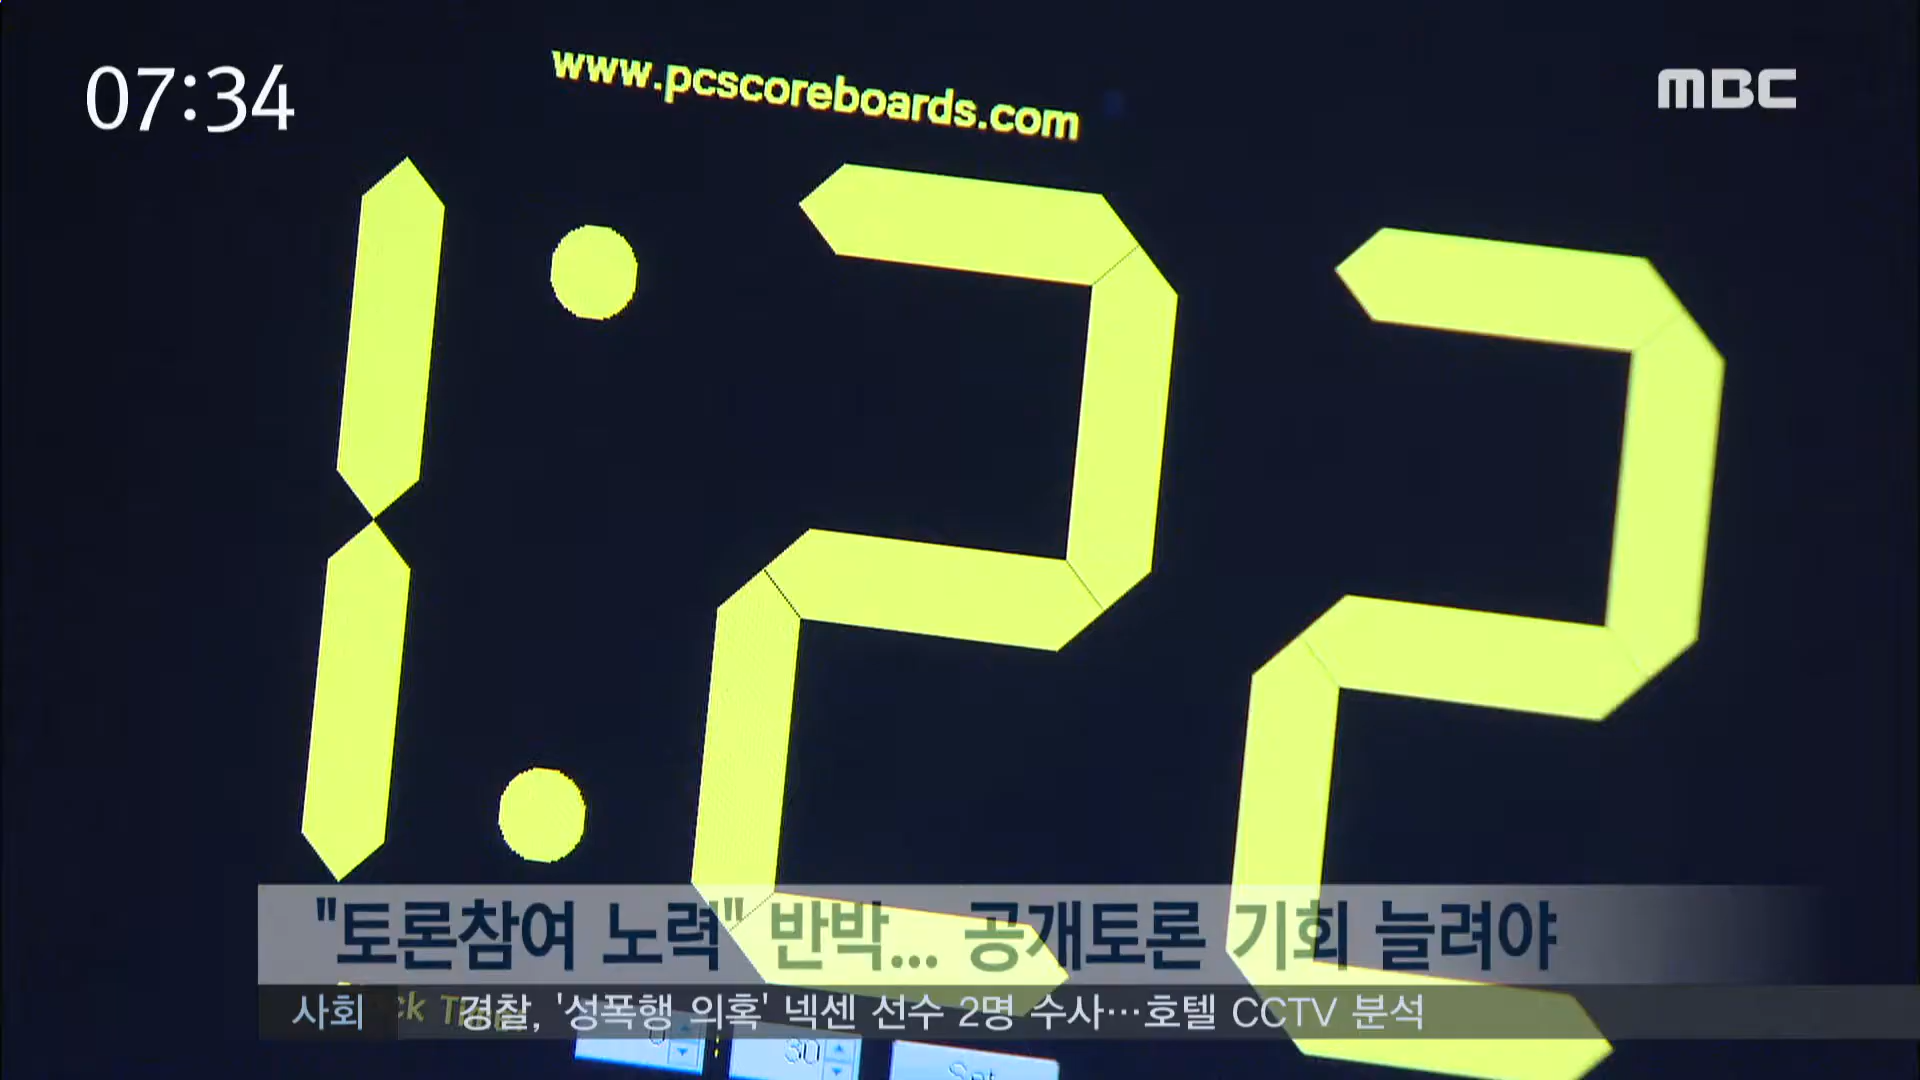 07:34
www.pcscoreboards.com
MBC
1:22
"토론참여 노력" 반박... 공개토론 기회 늘려야
사회 경찰, '성폭행 의혹' 넥센 선수 2명 수사…호텔 CCTV 분석
0 30 Set